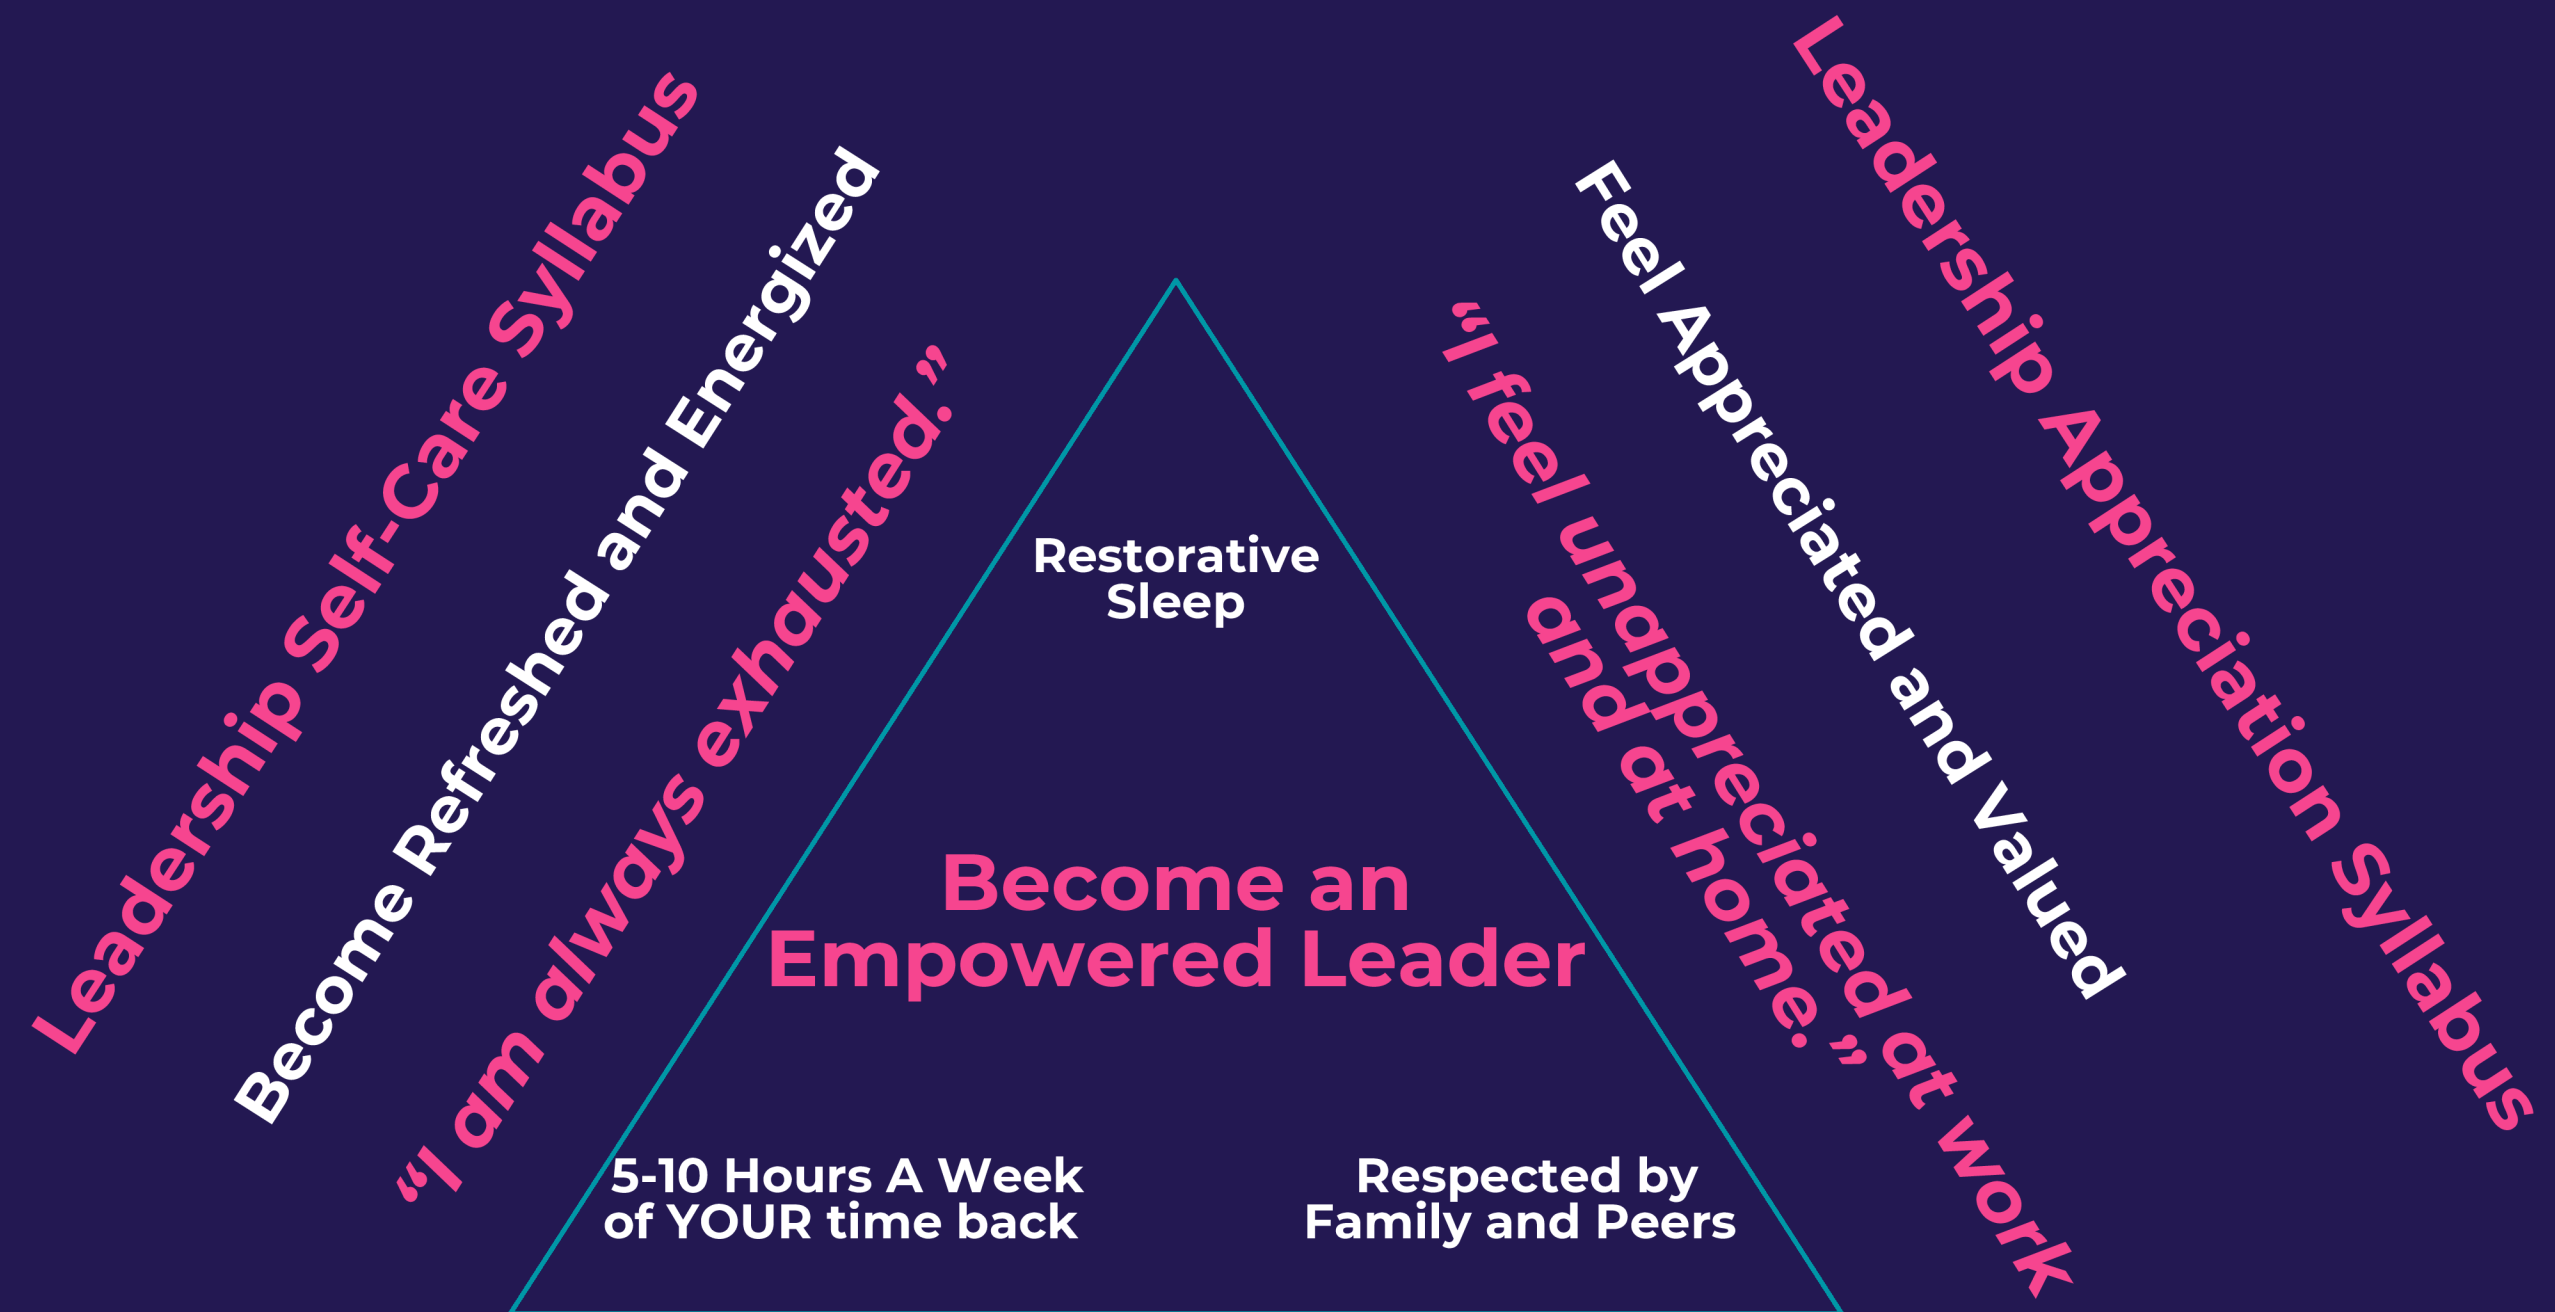 Leadership Self-Care Syllabus
Become Refreshed and Energized
“I am always exhausted.”
Restorative
Sleep
Become an
Empowered Leader
5-10 Hours A Week
of YOUR time back
Respected by
Family and Peers
“I feel unappreciated at work
and at home.”
Feel Appreciated and Valued
Leadership Appreciation Syllabus